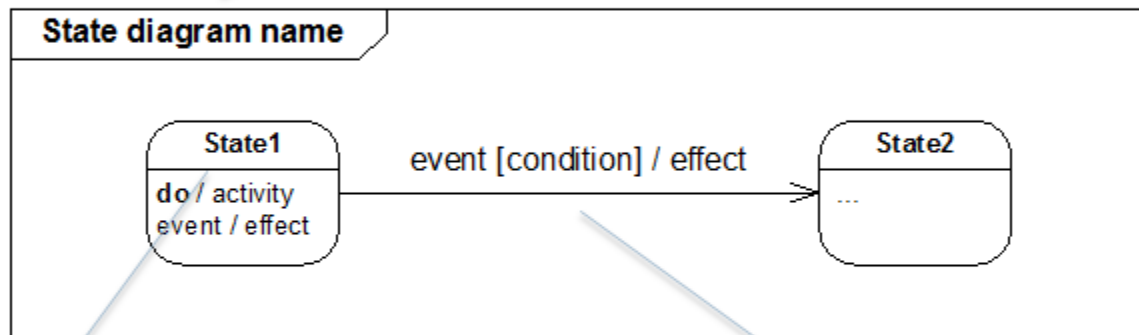 State diagram name
State1
do / activity
event / effect
event [condition] / effect
State2
...